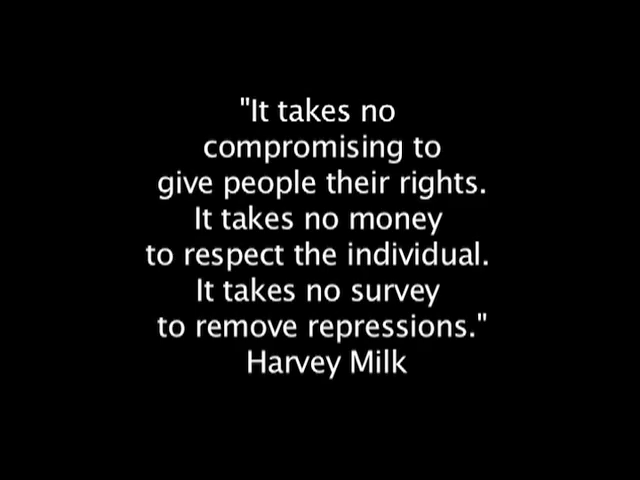 "It takes no
compromising to
give people their rights.
It takes no money
to respect the individual.
It takes no survey
to remove repressions."
Harvey Milk